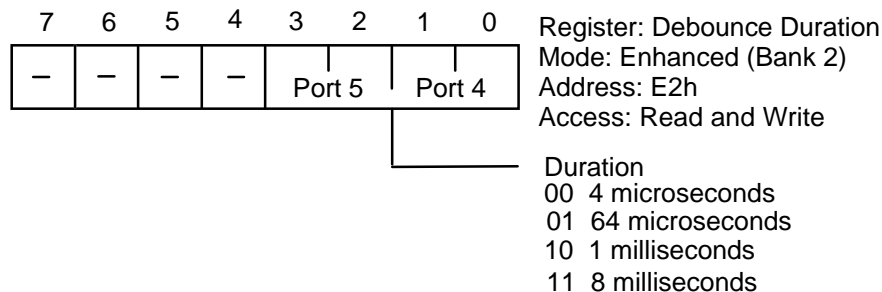 7 6 5 4 3 2 1 0
– – – – Port 5 Port 4
Register: Debounce Duration
Mode: Enhanced (Bank 2)
Address: E2h
Access: Read and Write
Duration
00 4 microseconds
01 64 microseconds
10 1 milliseconds
11 8 milliseconds